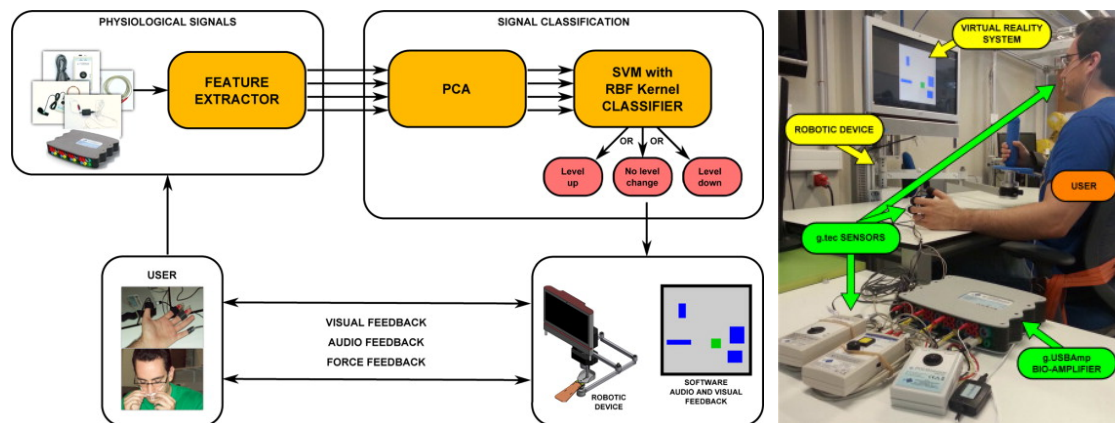 PHYSIOLOGICAL SIGNALS
FEATURE
EXTRACTOR
SIGNAL CLASSIFICATION
PCA
SVM with
RBF Kernel
CLASSIFIER
OR
OR
Level
up
No level
change
Level
down
USER
VISUAL FEEDBACK
AUDIO FEEDBACK
FORCE FEEDBACK
ROBOTIC
DEVICE
SOFTWARE
AUDIO AND VISUAL
FEEDBACK
VIRTUAL REALITY
SYSTEM
ROBOTIC DEVICE
USER
g.tec SENSORS
g.USBAmp
BIO-AMPLIFIER